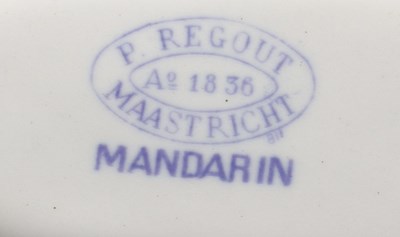 P. REGOUT
Aº 1836
MAASTRICHT
MANDARIN